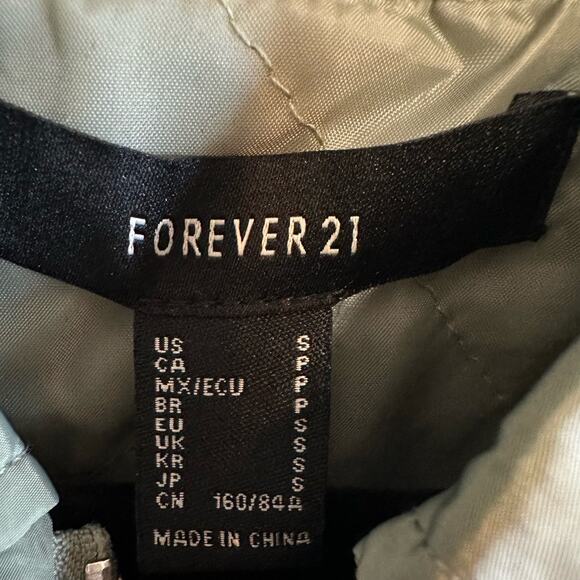 FOREVER 21
US S
CA P
MX/ECU P
BR P
EU S
UK S
KR S
JP S
CN 160/84A
MADE IN CHINA